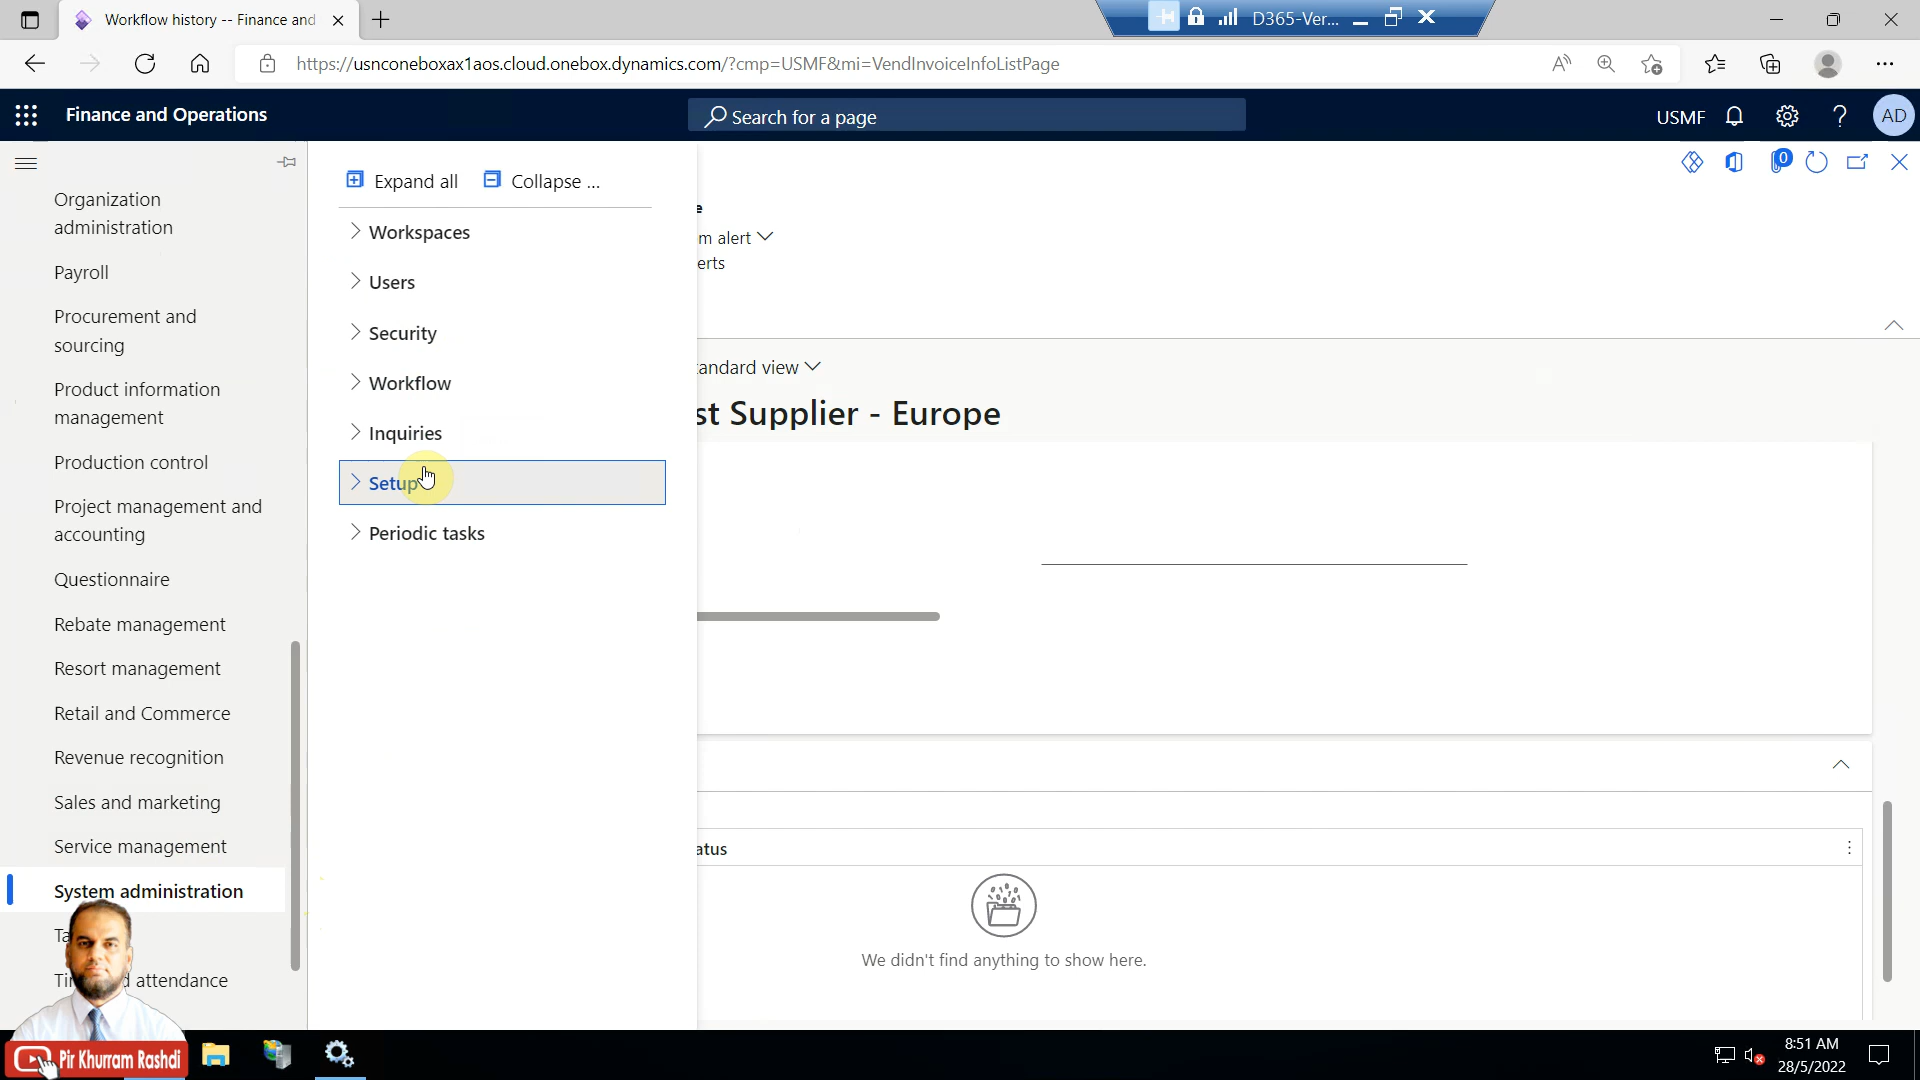 Workflow history -- Finance and
D365-Ver...
https://usnconeboxax1aos.cloud.onebox.dynamics.com/?cmp=USMF&mi=VendInvoiceInfoListPage
Finance and Operations
Search for a page
USMF
?
AD
Organization
administration
Payroll
Procurement and
sourcing
Product information
management
Production control
Project management and
accounting
Questionnaire
Rebate management
Resort management
Retail and Commerce
Revenue recognition
Sales and marketing
Service management
System administration
Ta
Ti d attendance
Expand all
Collapse ...
Workspaces
Users
Security
Workflow
Inquiries
Setup
Periodic tasks
0
e
m alert
erts
andard view
st Supplier - Europe
atus
We didn't find anything to show here.
Pir Khurram Rashdi
8:51 AM
28/5/2022